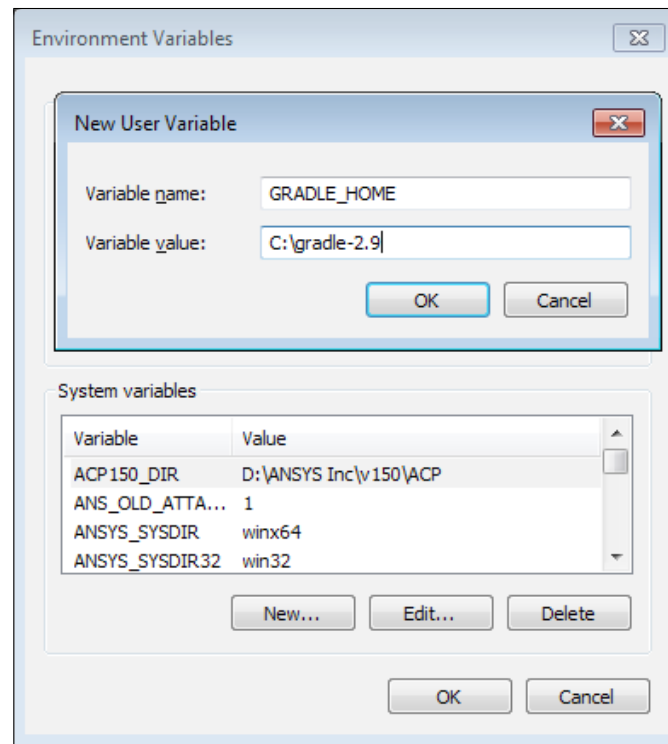 Environment Variables
New User Variable
Variable name: GRADLE_HOME
Variable value: C:\gradle-2.9
OK Cancel
System variables
Variable Value
ACP150_DIR D:\ANSYS Inc\v150\ACP
ANS_OLD_ATTA... 1
ANSYS_SYSDIR winx64
ANSYS_SYSDIR32 win32
New... Edit... Delete
OK Cancel